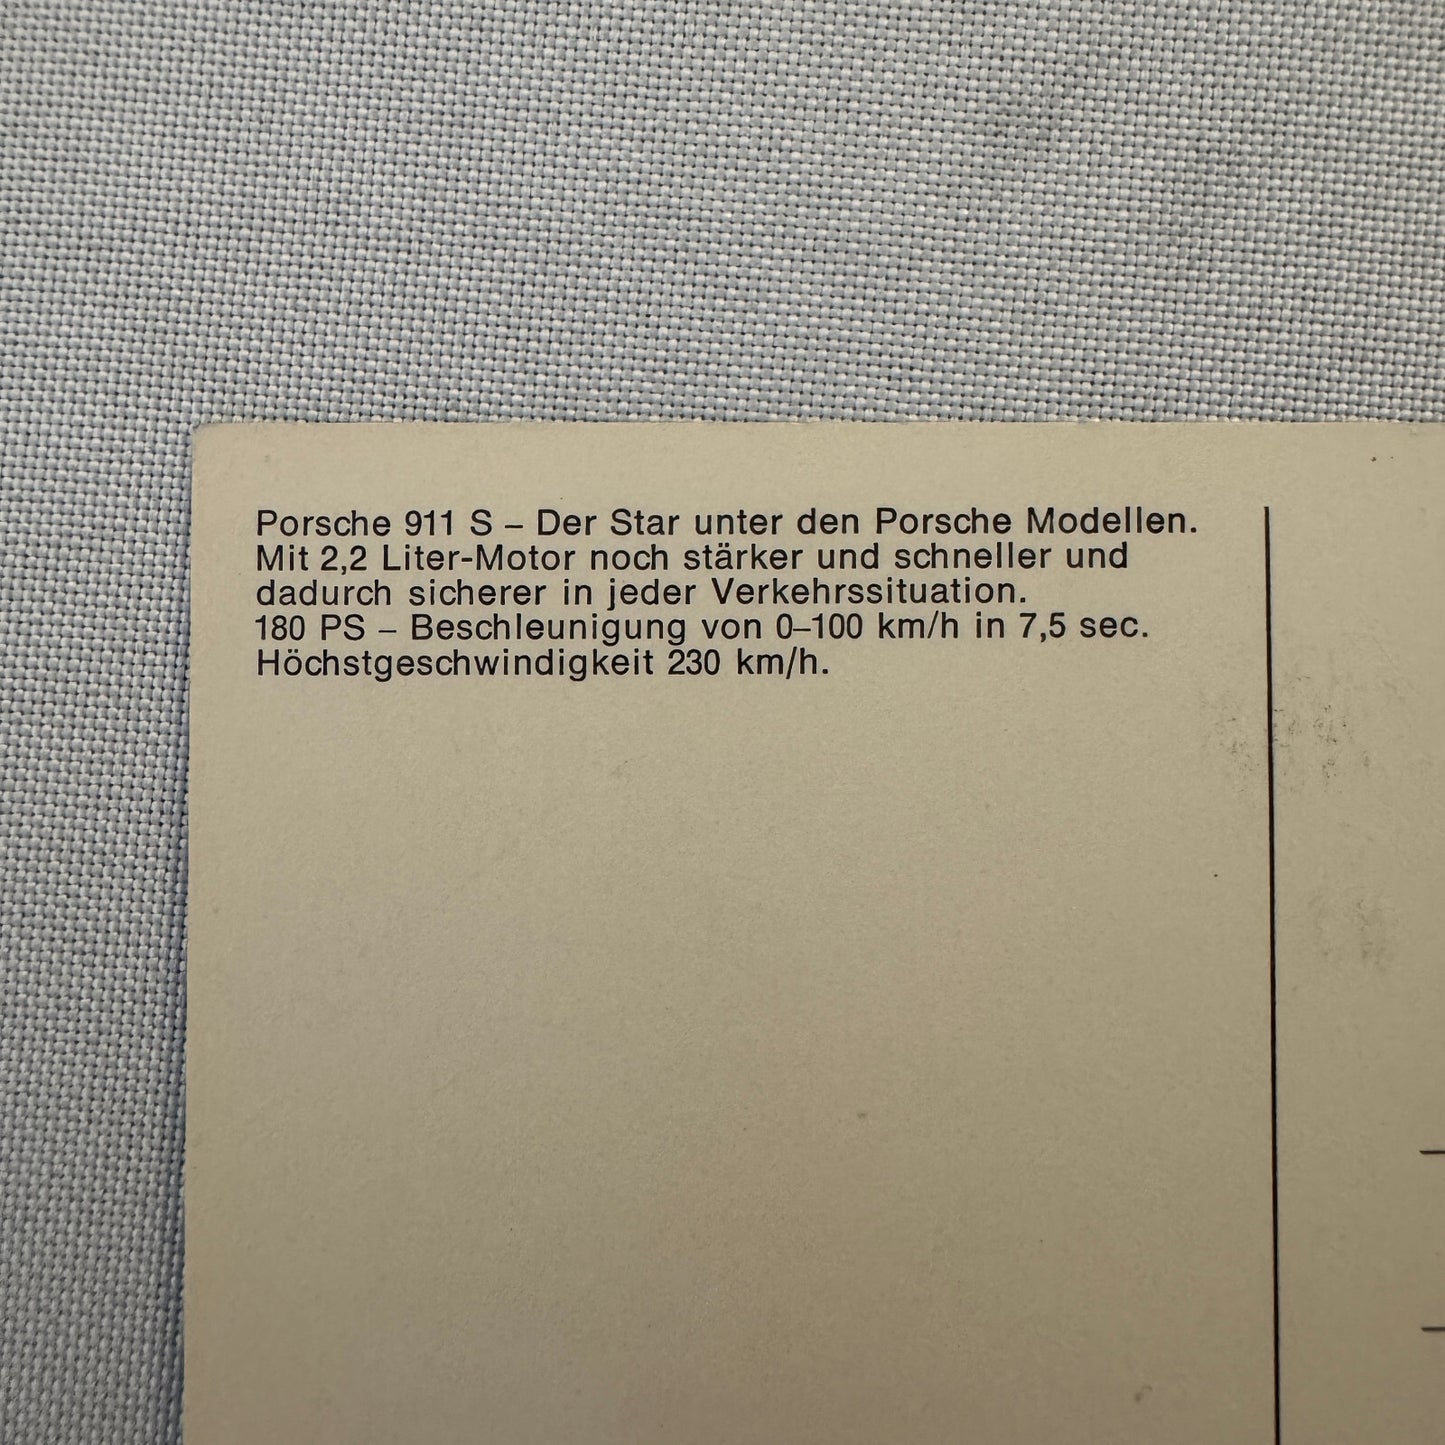 Porsche 911 S – Der Star unter den Porsche Modellen.
Mit 2,2 Liter-Motor noch stärker und schneller und
dadurch sicherer in jeder Verkehrssituation.
180 PS – Beschleunigung von 0–100 km/h in 7,5 sec.
Höchstgeschwindigkeit 230 km/h.